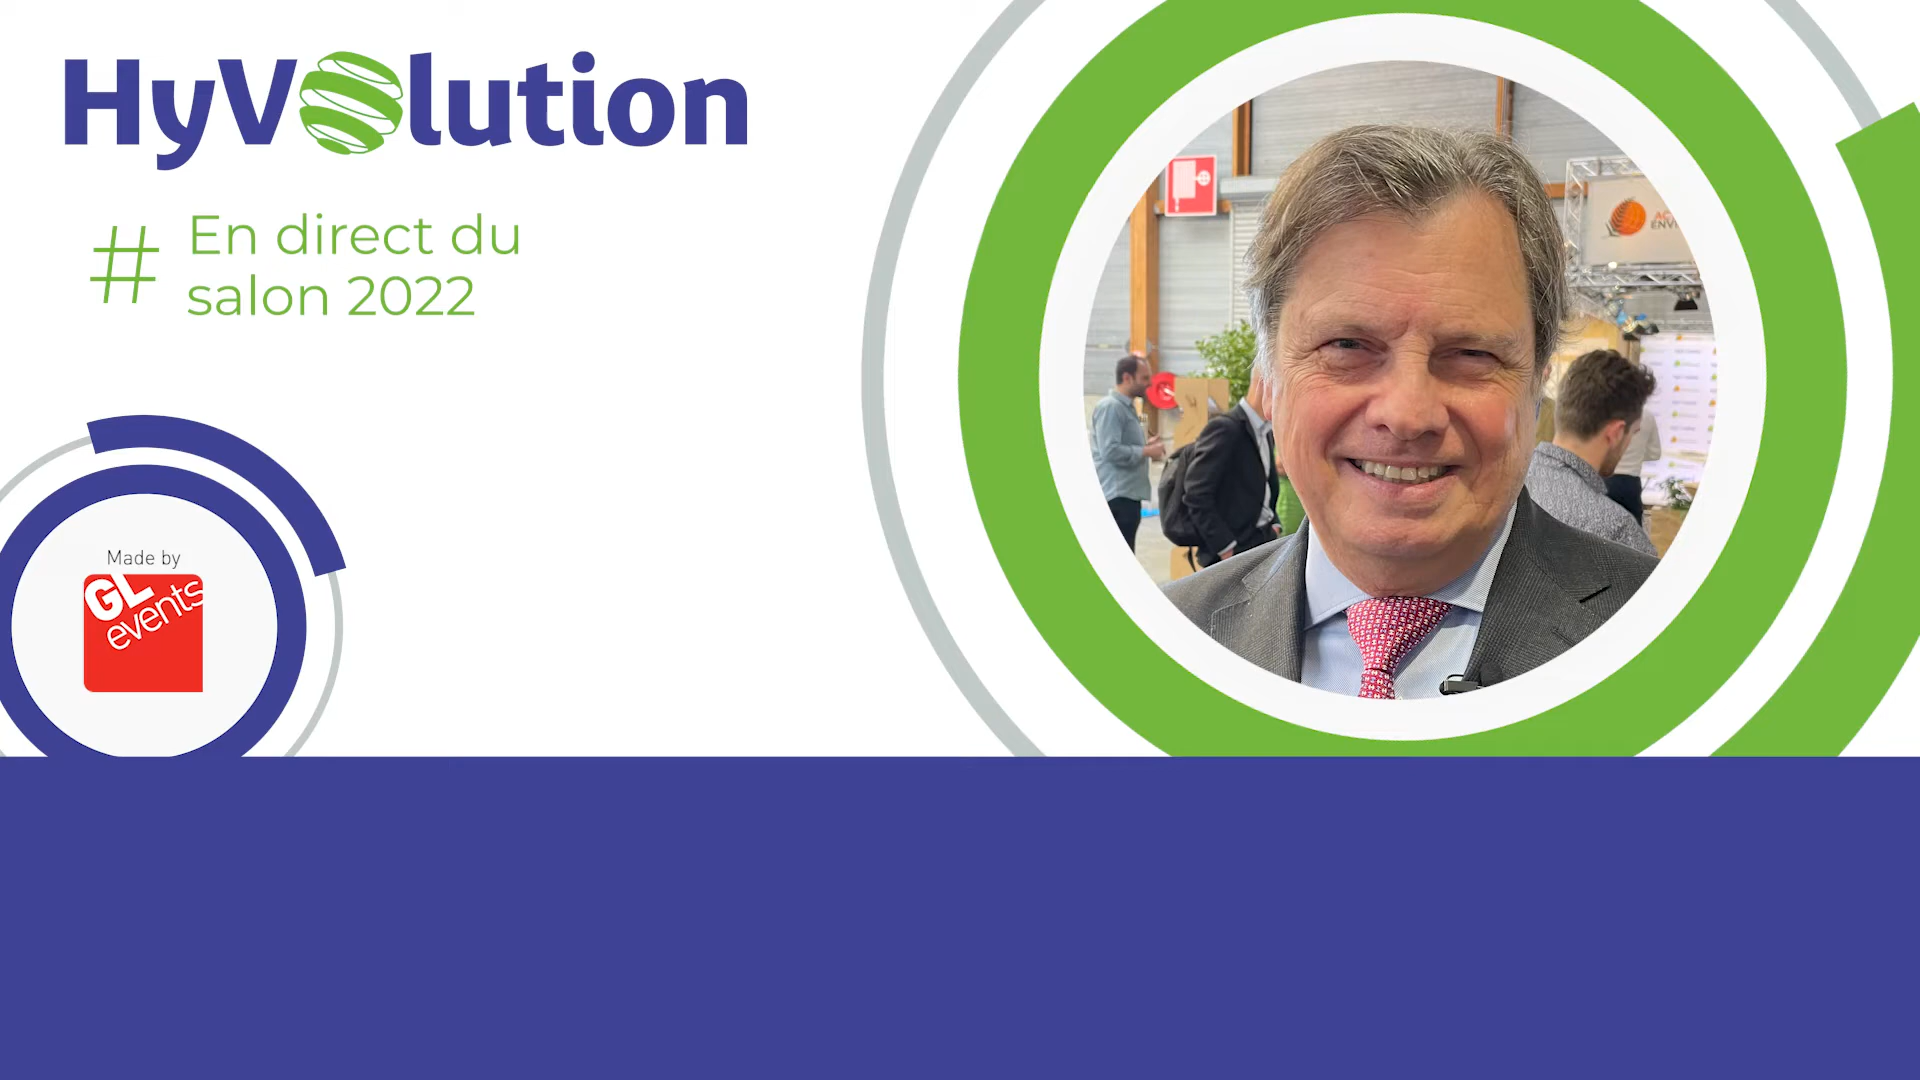 HyVolution
# En direct du
salon 2022
Made by
GL
events